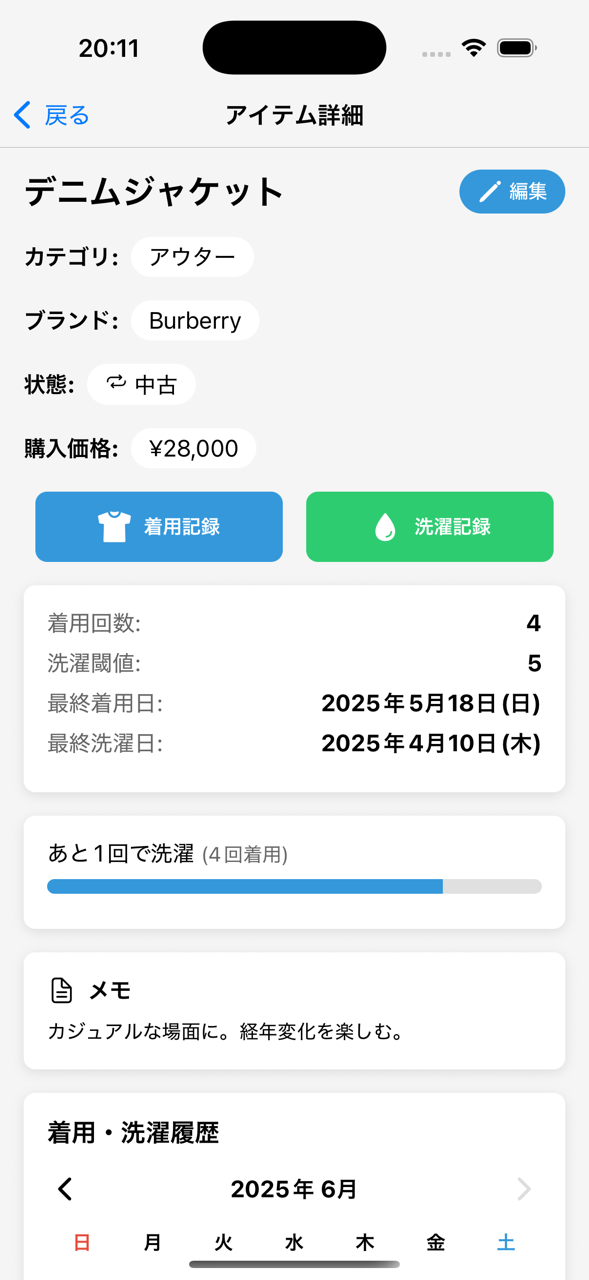 20:11
戻る
アイテム詳細
デニムジャケット
編集
カテゴリ: アウター
ブランド: Burberry
状態: 中古
購入価格: ¥28,000
着用記録 洗濯記録
着用回数: 4
洗濯閾値: 5
最終着用日: 2025年5月18日(日)
最終洗濯日: 2025年4月10日(木)
あと1回で洗濯 (4回着用)
メモ
カジュアルな場面に。経年変化を楽しむ。
着用・洗濯履歴
2025年 6月
日 月 火 水 木 金 土